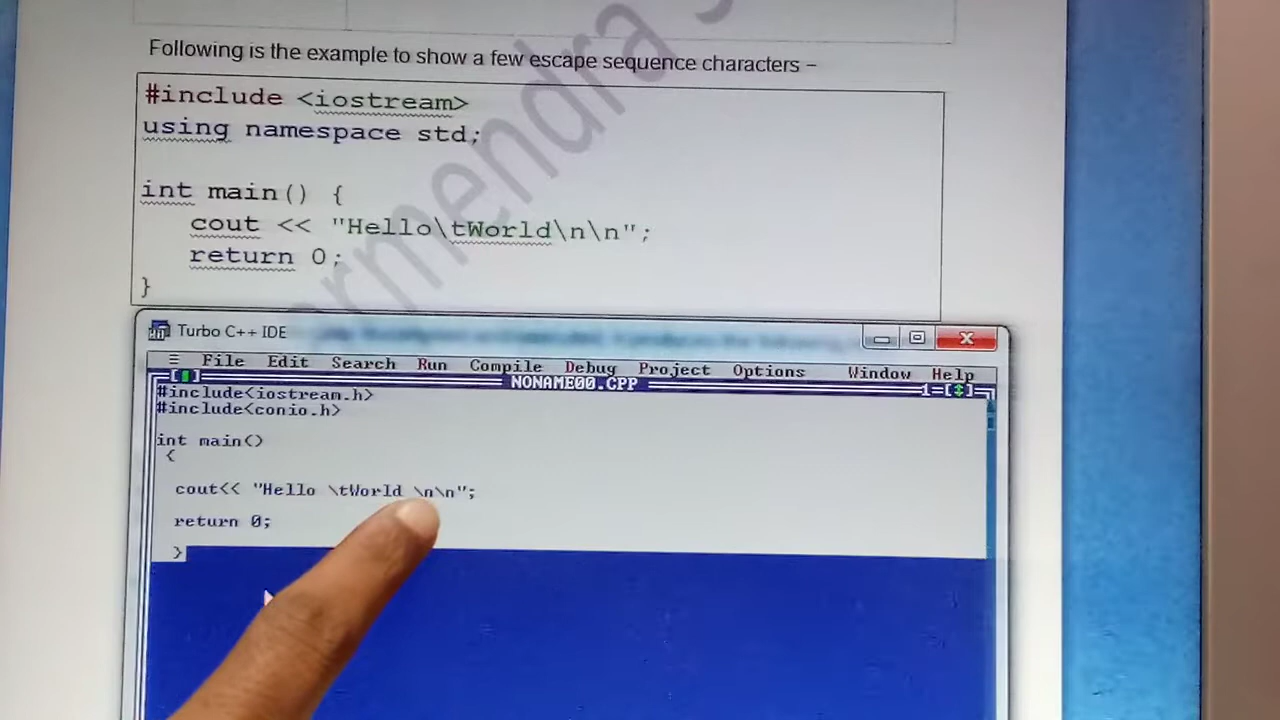 Following is the example to show a few escape sequence characters –
#include <iostream>
using namespace std;
int main() {
cout << "Hello\tWorld\n\n";
return 0;
}
Turbo C++ IDE
File Edit Search Run Compile Debug Project Options Window Help
NONAME00.CPP
1
#include<iostream.h>
#include<conio.h>
int main()
{
cout<< "Hello \tWorld \n\n";
return 0;
}